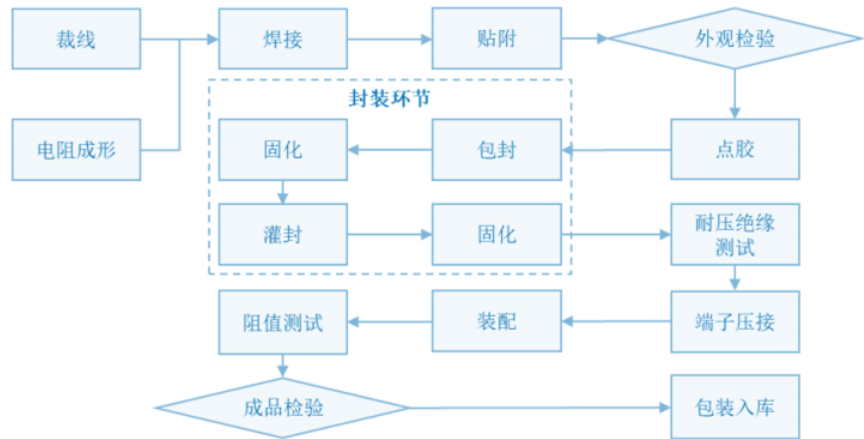 裁线
焊接
贴附
外观检验
封装环节
电阻成形
固化
包封
点胶
灌封
固化
耐压绝缘
测试
阻值测试
装配
端子压接
成品检验
包装入库